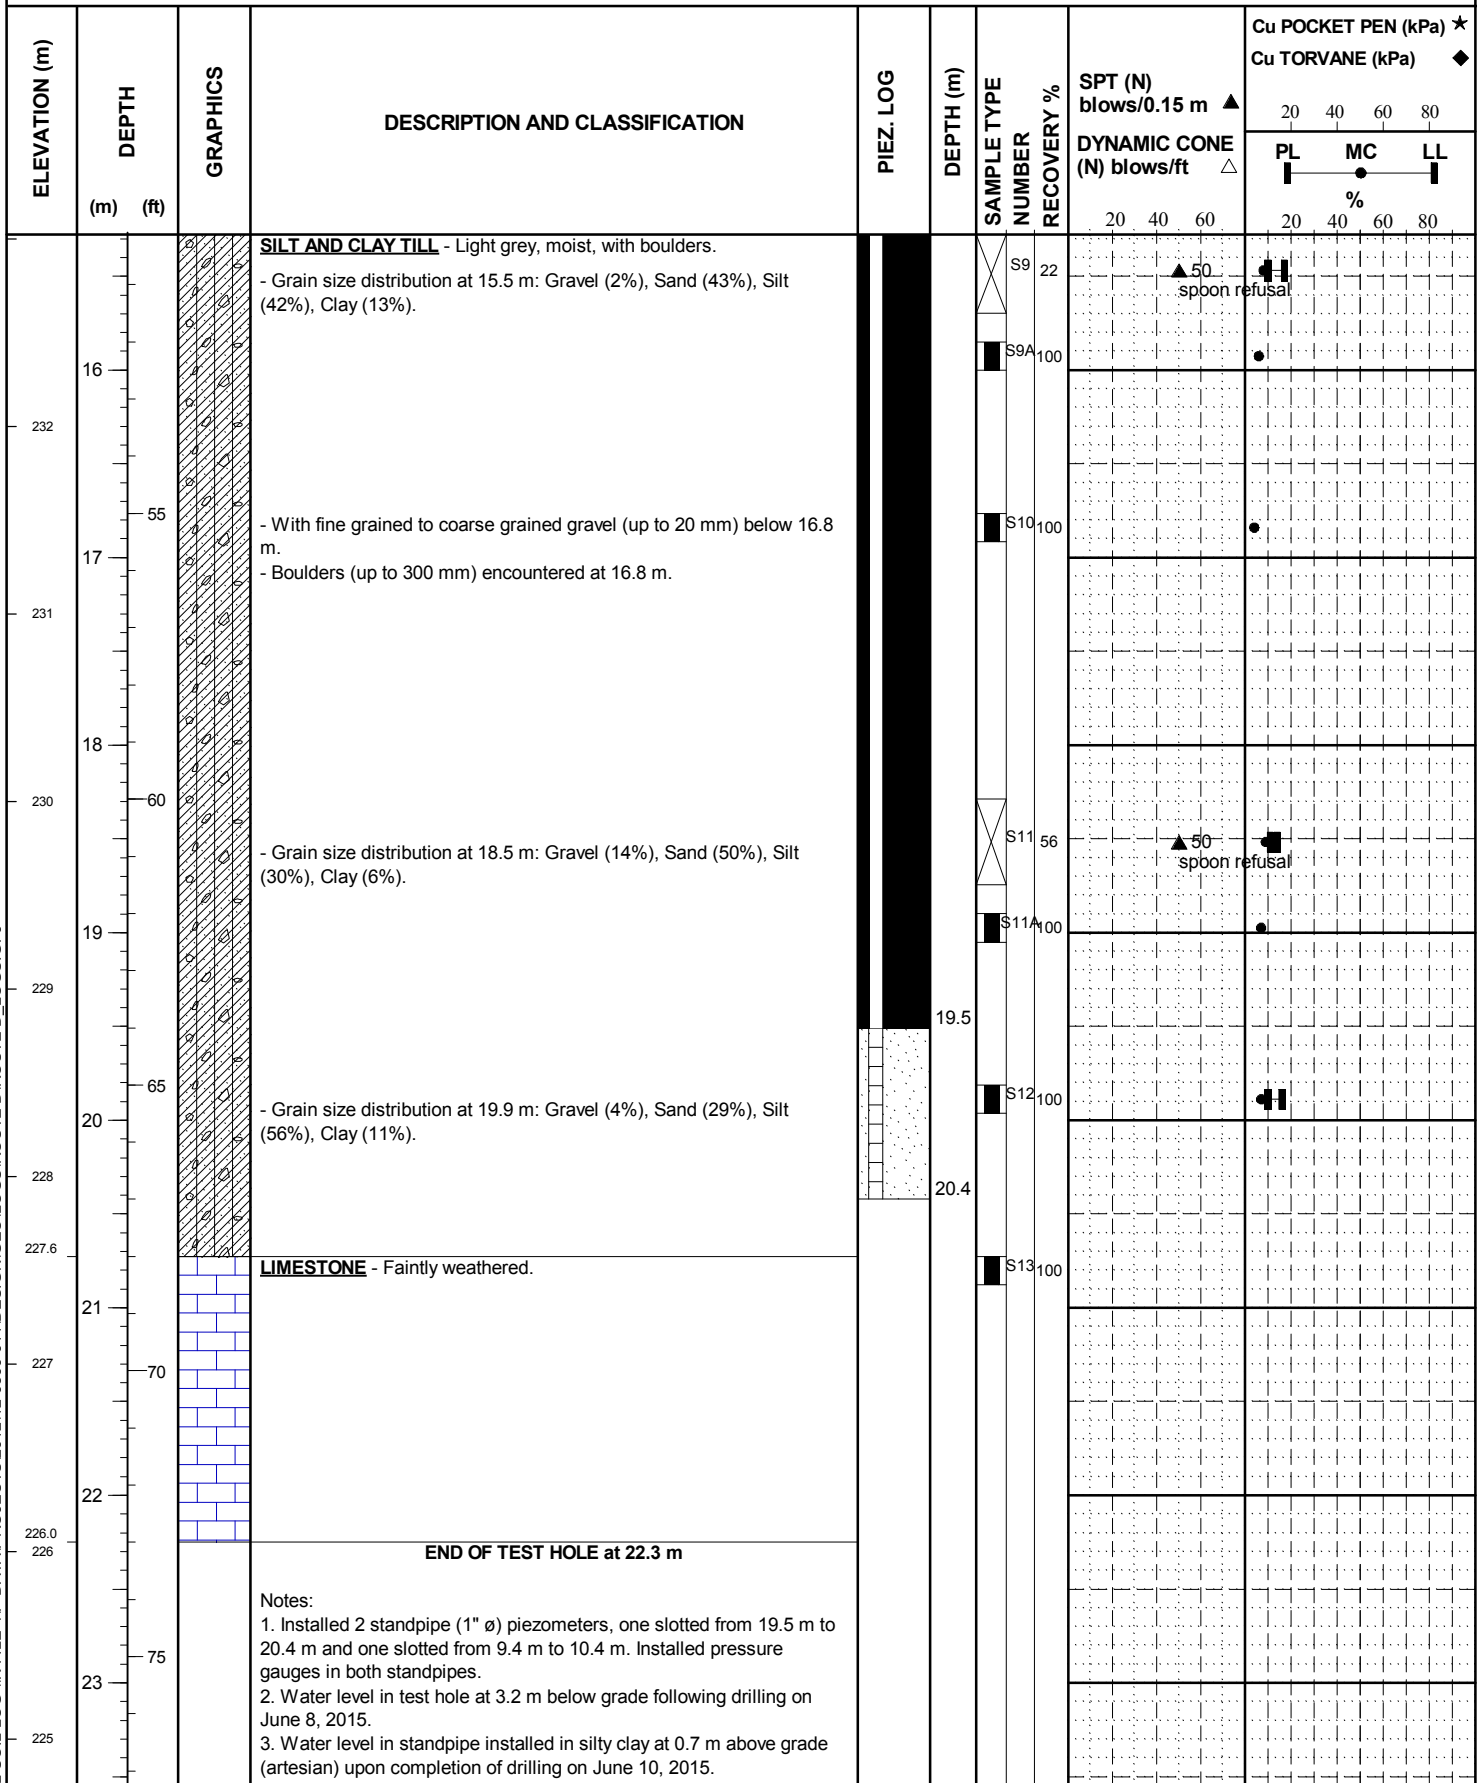 ELEVATION (m)
DEPTH
(m) (ft)
GRAPHICS
DESCRIPTION AND CLASSIFICATION
PIEZ. LOG
DEPTH (m)
SAMPLE TYPE
NUMBER
RECOVERY %
SPT (N)
blows/0.15 m ▲
DYNAMIC CONE
(N) blows/ft △
20 40 60
Cu POCKET PEN (kPa) ★
Cu TORVANE (kPa) ◆
20 40 60 80
PL MC LL
%
20 40 60 80
SILT AND CLAY TILL - Light grey, moist, with boulders.
- Grain size distribution at 15.5 m: Gravel (2%), Sand (43%), Silt
(42%), Clay (13%).
S9 22
50
spoon refusal
S9A 100
16
232
55
- With fine grained to coarse grained gravel (up to 20 mm) below 16.8
m.
- Boulders (up to 300 mm) encountered at 16.8 m.
S10 100
17
231
18
230
60
- Grain size distribution at 18.5 m: Gravel (14%), Sand (50%), Silt
(30%), Clay (6%).
S11 56
50
spoon refusal
S11A 100
19
229
19.5
65
S12 100
- Grain size distribution at 19.9 m: Gravel (4%), Sand (29%), Silt
(56%), Clay (11%).
20
228
20.4
227.6
LIMESTONE - Faintly weathered.
S13 100
21
227
70
22
226.0
226
END OF TEST HOLE at 22.3 m
Notes:
1. Installed 2 standpipe (1" ø) piezometers, one slotted from 19.5 m to
20.4 m and one slotted from 9.4 m to 10.4 m. Installed pressure
gauges in both standpipes.
75
23
2. Water level in test hole at 3.2 m below grade following drilling on
June 8, 2015.
225
3. Water level in standpipe installed in silty clay at 0.7 m above grade
(artesian) upon completion of drilling on June 10, 2015.